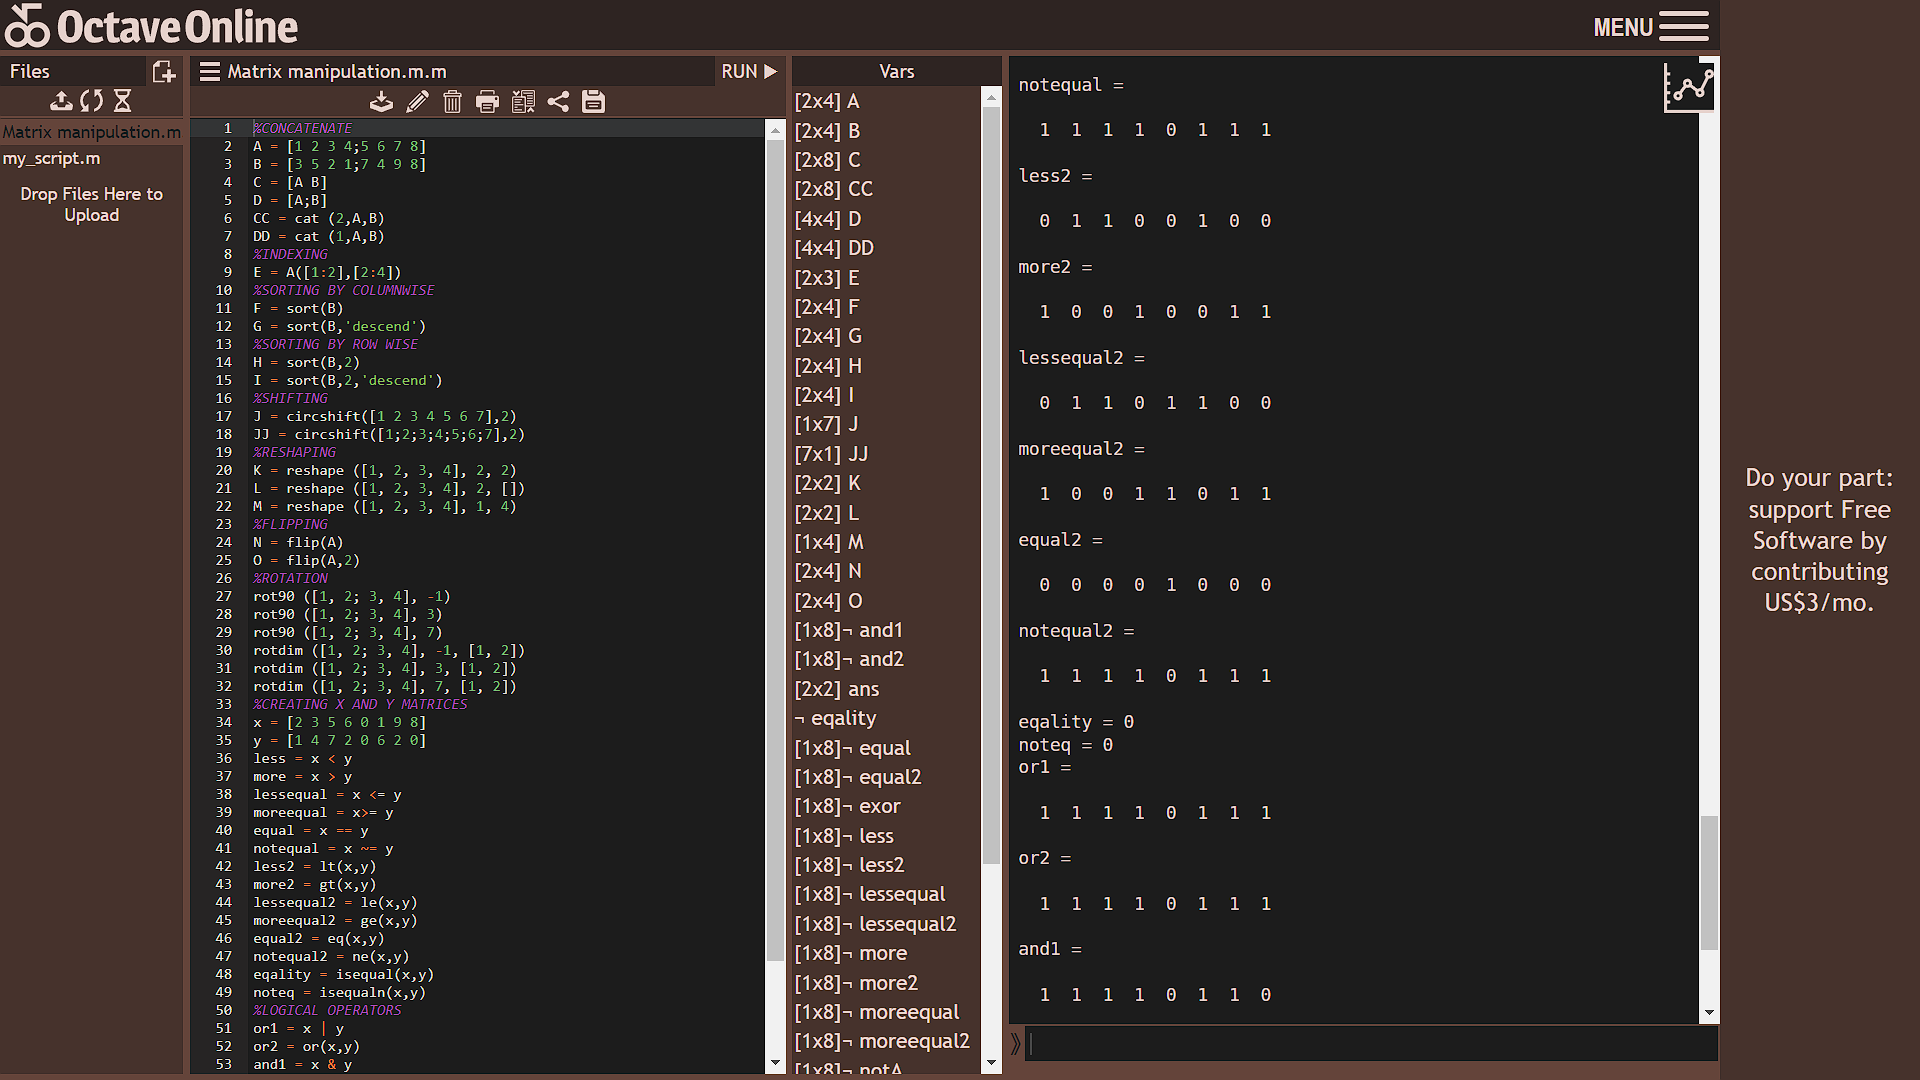 Octave Online
MENU
Files
Matrix manipulation.m
my_script.m
Drop Files Here to
Upload
Matrix manipulation.m.m
RUN
1 %CONCATENATE
2 A = [1 2 3 4;5 6 7 8]
3 B = [3 5 2 1;7 4 9 8]
4 C = [A B]
5 D = [A;B]
6 CC = cat (2,A,B)
7 DD = cat (1,A,B)
8 %INDEXING
9 E = A([1:2],[2:4])
10 %SORTING BY COLUMNWISE
11 F = sort(B)
12 G = sort(B,'descend')
13 %SORTING BY ROW WISE
14 H = sort(B,2)
15 I = sort(B,2,'descend')
16 %SHIFTING
17 J = circshift([1 2 3 4 5 6 7],2)
18 JJ = circshift([1;2;3;4;5;6;7],2)
19 %RESHAPING
20 K = reshape ([1, 2, 3, 4], 2, 2)
21 L = reshape ([1, 2, 3, 4], 2, [])
22 M = reshape ([1, 2, 3, 4], 1, 4)
23 %FLIPPING
24 N = flip(A)
25 O = flip(A,2)
26 %ROTATION
27 rot90 ([1, 2; 3, 4], -1)
28 rot90 ([1, 2; 3, 4], 3)
29 rot90 ([1, 2; 3, 4], 7)
30 rotdim ([1, 2; 3, 4], -1, [1, 2])
31 rotdim ([1, 2; 3, 4], 3, [1, 2])
32 rotdim ([1, 2; 3, 4], 7, [1, 2])
33 %CREATING X AND Y MATRICES
34 x = [2 3 5 6 0 1 9 8]
35 y = [1 4 7 2 0 6 2 0]
36 less = x < y
37 more = x > y
38 lessequal = x <= y
39 moreequal = x>= y
40 equal = x == y
41 notequal = x ~= y
42 less2 = lt(x,y)
43 more2 = gt(x,y)
44 lessequal2 = le(x,y)
45 moreequal2 = ge(x,y)
46 equal2 = eq(x,y)
47 notequal2 = ne(x,y)
48 eqality = isequal(x,y)
49 noteq = isequaln(x,y)
50 %LOGICAL OPERATORS
51 or1 = x | y
52 or2 = or(x,y)
53 and1 = x & y
Vars
[2x4] A
[2x4] B
[2x8] C
[2x8] CC
[4x4] D
[4x4] DD
[2x3] E
[2x4] F
[2x4] G
[2x4] H
[2x4] I
[1x7] J
[7x1] JJ
[2x2] K
[2x2] L
[1x4] M
[2x4] N
[2x4] O
[1x8]¬ and1
[1x8]¬ and2
[2x2] ans
¬ eqality
[1x8]¬ equal
[1x8]¬ equal2
[1x8]¬ exor
[1x8]¬ less
[1x8]¬ less2
[1x8]¬ lessequal
[1x8]¬ lessequal2
[1x8]¬ more
[1x8]¬ more2
[1x8]¬ moreequal
[1x8]¬ moreequal2
[1x8]¬ notA
notequal =
1 1 1 1 0 1 1 1
less2 =
0 1 1 0 0 1 0 0
more2 =
1 0 0 1 0 0 1 1
lessequal2 =
0 1 1 0 1 1 0 0
moreequal2 =
1 0 0 1 1 0 1 1
equal2 =
0 0 0 0 1 0 0 0
notequal2 =
1 1 1 1 0 1 1 1
eqality = 0
noteq = 0
or1 =
1 1 1 1 0 1 1 1
or2 =
1 1 1 1 0 1 1 1
and1 =
1 1 1 1 0 1 1 0
Do your part:
support Free
Software by
contributing
US$3/mo.